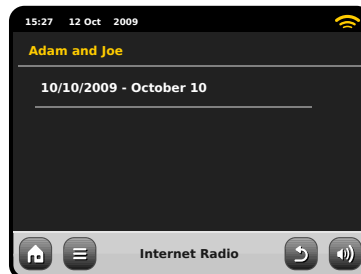 15:27 12 Oct 2009
Adam and Joe
10/10/2009 - October 10
Internet Radio